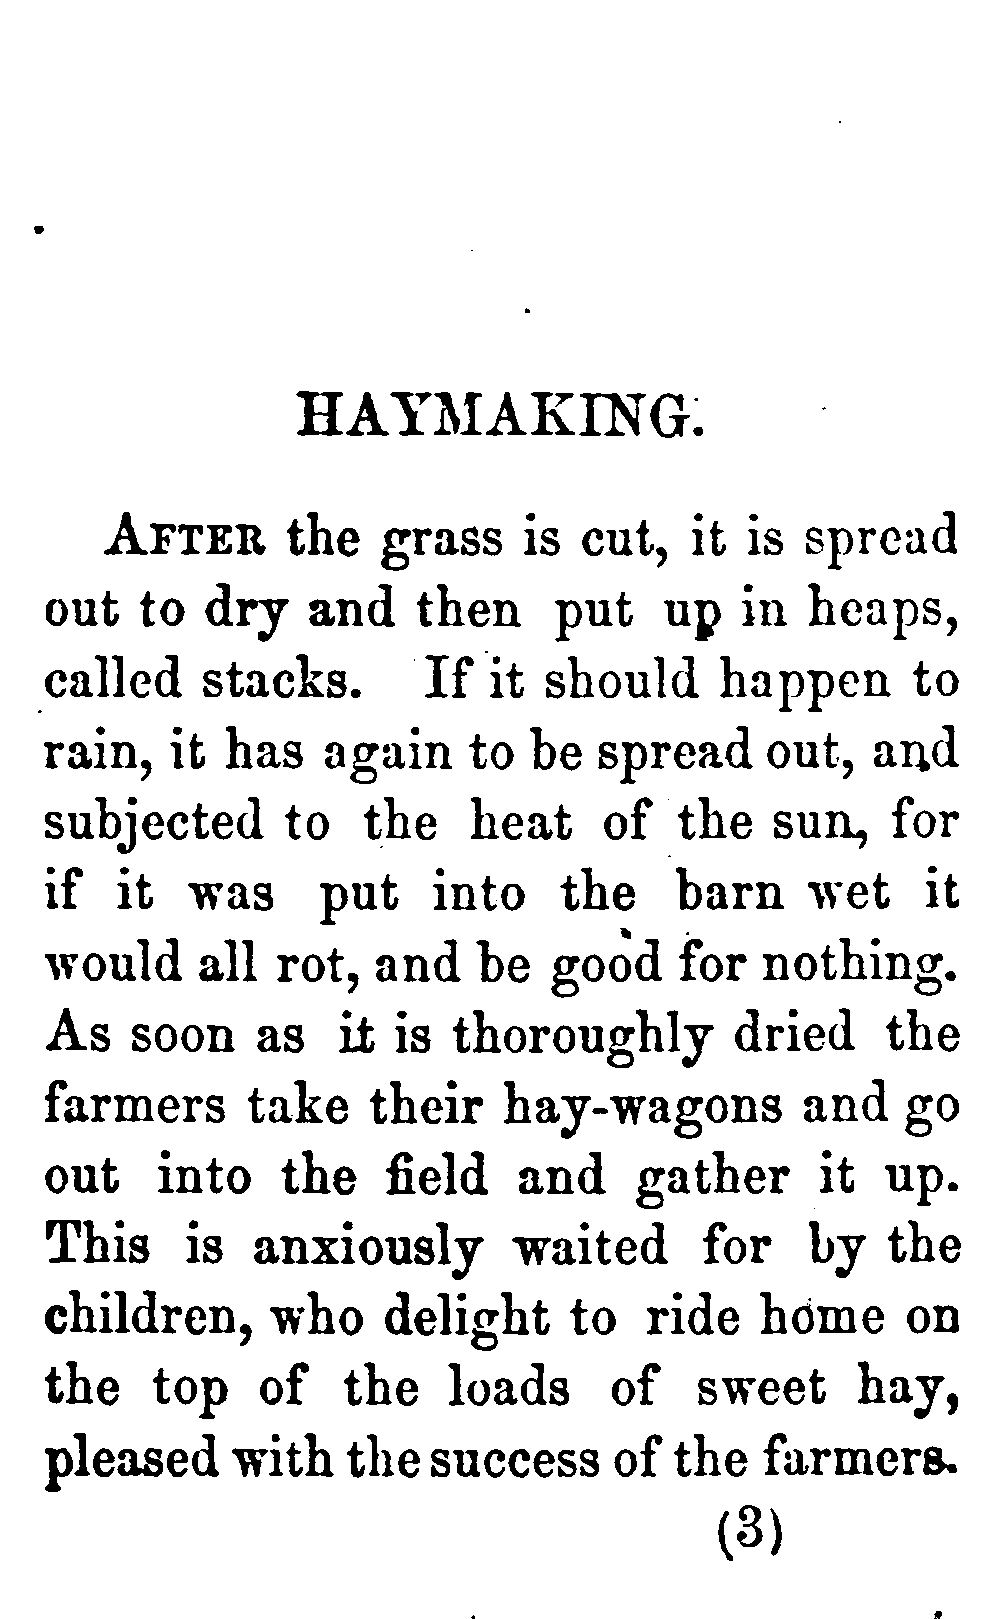 HAYMAKING.
AFTER the grass is cut, it is spread
out to dry and then put up in heaps,
called stacks. If it should happen to
rain, it has again to be spread out, and
subjected to the heat of the sun, for
if it was put into the barn wet it
would all rot, and be good for nothing.
As soon as it is thoroughly dried the
farmers take their hay-wagons and go
out into the field and gather it up.
This is anxiously waited for by the
children, who delight to ride home on
the top of the loads of sweet hay,
pleased with the success of the farmers.
(3)